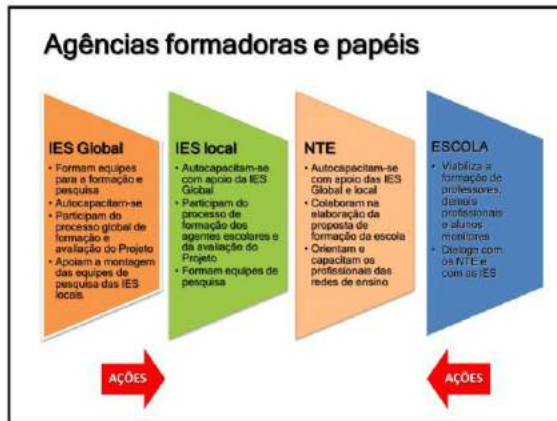 Agências formadoras e papéis
IES Global
• Formam equipes
para a formação e
pesquisa
• Autocapacitam-se
• Participam do
processo global de
formação e
avaliação do Projeto
• Apoiam a montagem
das equipes de
pesquisa das IES
locais.
IES local
• Autocapacitam-se
com apoio da IES
Global
• Participam do
processo de
formação dos
agentes escolares e
da avaliação do
Projeto
• Formam equipes de
pesquisa
NTE
• Autocapacitam-se
com apoio das IES
Global e local
• Colaboram na
elaboração da
proposta de
formação da escola
• Orientam e
capacitam os
profissionais das
redes de ensino
ESCOLA
• Viabiliza a
formação de
professores,
demais
profissionais
e alunos
monitores
• Dialoga com
os NTE e
com as IES
AÇÕES
AÇÕES